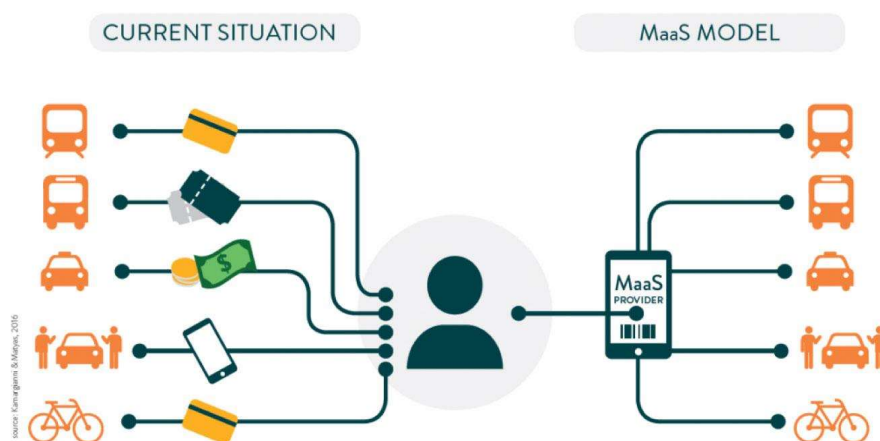 CURRENT SITUATION
MaaS MODEL
$
MaaS
PROVIDER
source: Kamargianni & Matyas, 2016